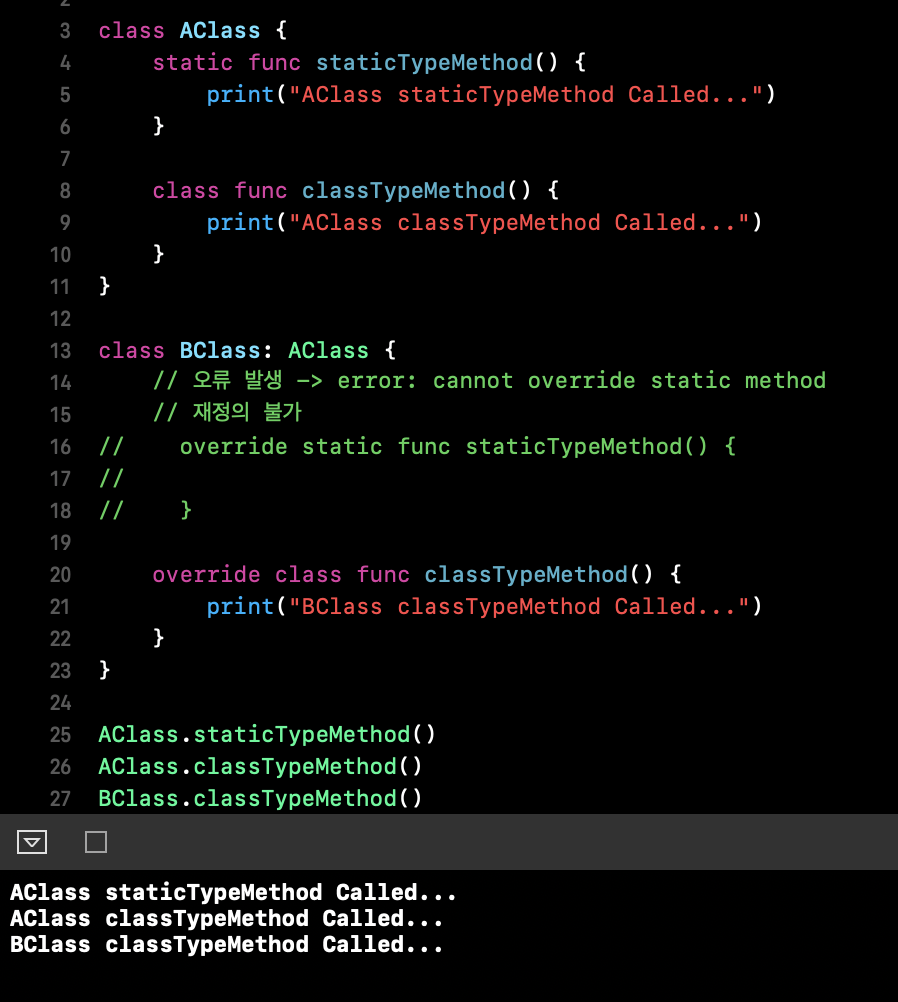 3 class AClass {
4     static func staticTypeMethod() {
5         print("AClass staticTypeMethod Called...")
6     }
7
8     class func classTypeMethod() {
9         print("AClass classTypeMethod Called...")
10     }
11 }
12
13 class BClass: AClass {
14     // 오류 발생 -> error: cannot override static method
15     // 재정의 불가
16 //    override static func staticTypeMethod() {
17 //
18 //    }
19
20     override class func classTypeMethod() {
21         print("BClass classTypeMethod Called...")
22     }
23 }
24
25 AClass.staticTypeMethod()
26 AClass.classTypeMethod()
27 BClass.classTypeMethod()
AClass staticTypeMethod Called...
AClass classTypeMethod Called...
BClass classTypeMethod Called...